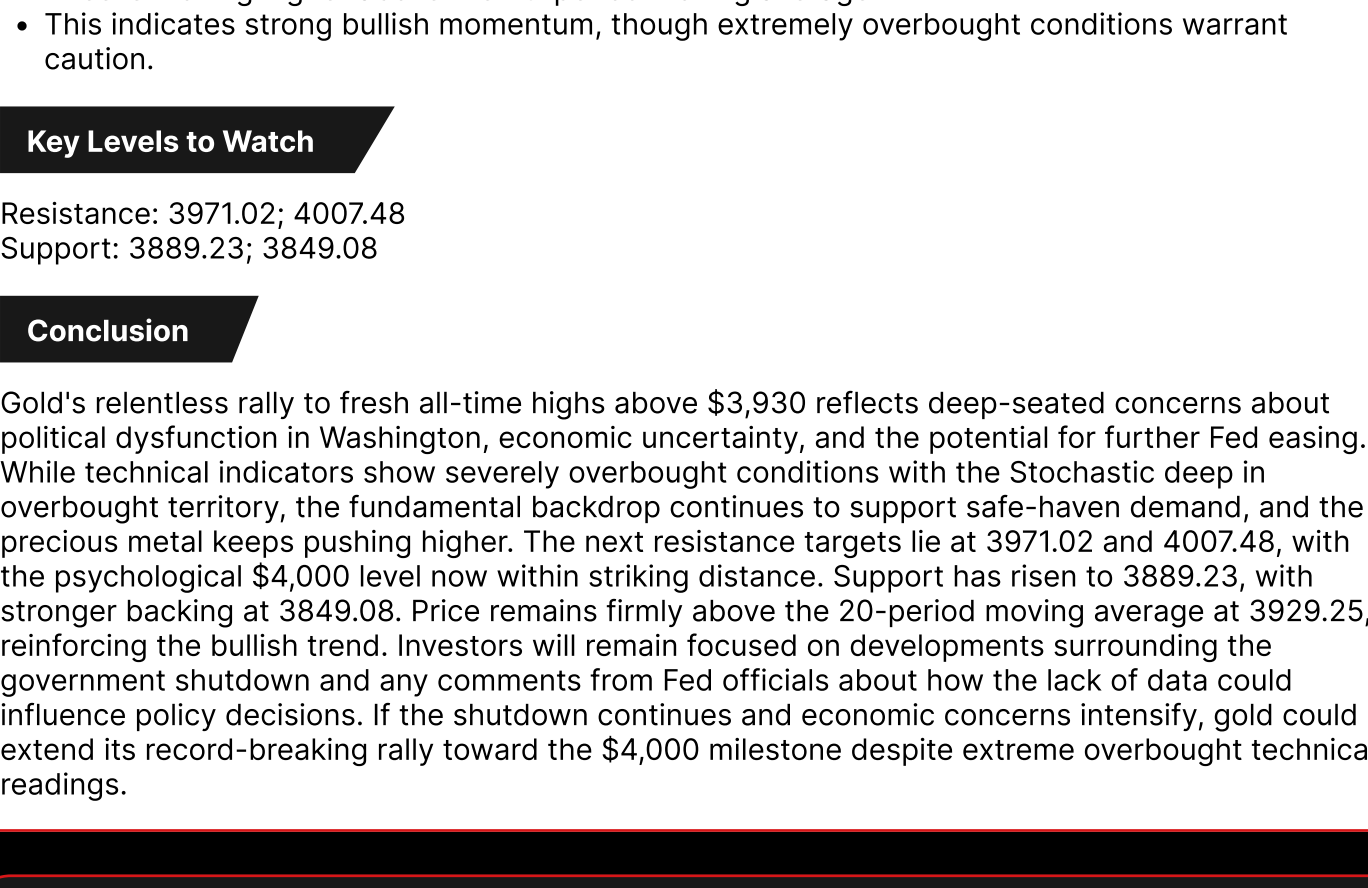 • This indicates strong bullish momentum, though extremely overbought conditions warrant
caution.
Key Levels to Watch
Resistance: 3971.02; 4007.48
Support: 3889.23; 3849.08
Conclusion
Gold's relentless rally to fresh all-time highs above $3,930 reflects deep-seated concerns about
political dysfunction in Washington, economic uncertainty, and the potential for further Fed easing.
While technical indicators show severely overbought conditions with the Stochastic deep in
overbought territory, the fundamental backdrop continues to support safe-haven demand, and the
precious metal keeps pushing higher. The next resistance targets lie at 3971.02 and 4007.48, with
the psychological $4,000 level now within striking distance. Support has risen to 3889.23, with
stronger backing at 3849.08. Price remains firmly above the 20-period moving average at 3929.25,
reinforcing the bullish trend. Investors will remain focused on developments surrounding the
government shutdown and any comments from Fed officials about how the lack of data could
influence policy decisions. If the shutdown continues and economic concerns intensify, gold could
extend its record-breaking rally toward the $4,000 milestone despite extreme overbought technica
readings.